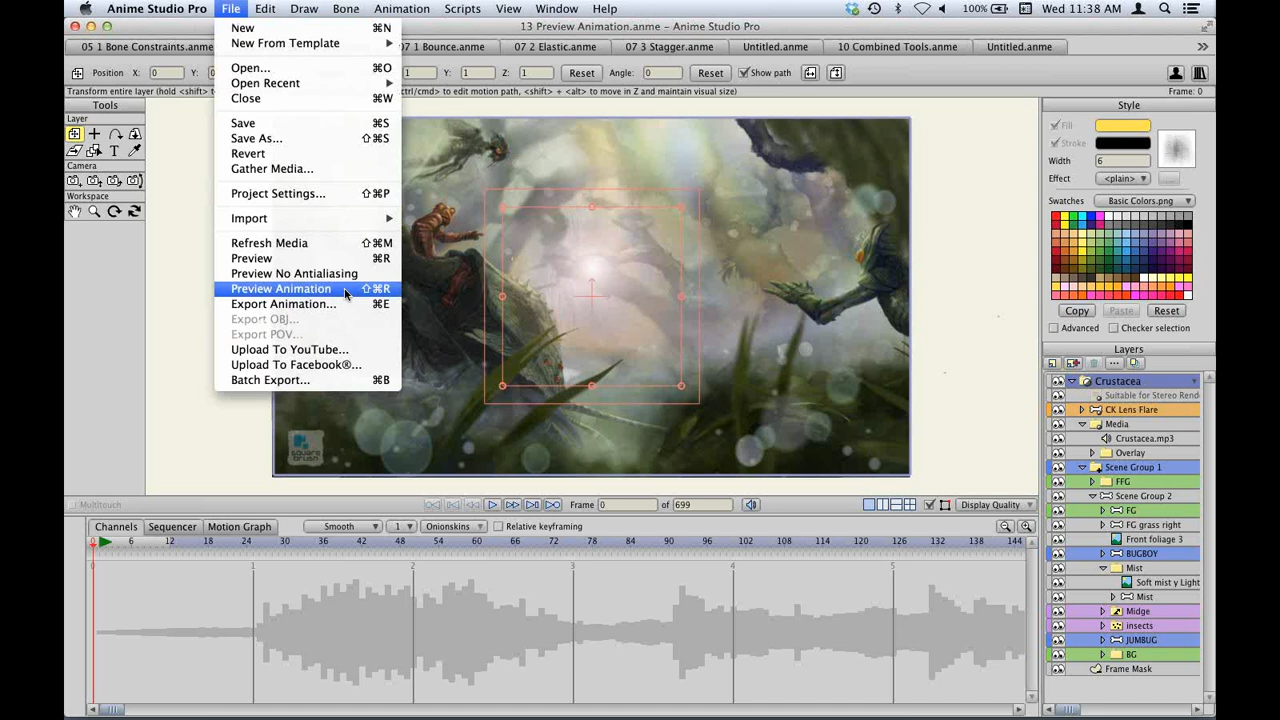 Anime Studio Pro File Edit Draw Bone Animation Scripts View Window Help 100% Wed 11:38 AM
13 Preview Animation.anme - Anime Studio Pro
05 1 Bone Constraints.anme 07 1 Bounce.anme 07 2 Elastic.anme 07 3 Stagger.anme Untitled.anme 10 Combined Tools.anme Untitled.anme
Position X: 0 Y: 1 Y: 1 Z: 1 Reset Angle: 0 Reset Show path
Transform entire layer (hold <shift> ctrl/cmd> to edit motion path, <shift> + <alt> to move in Z and maintain visual size) Frame: 0
New ⌘N
New From Template
Open... ⌘O
Open Recent
Close ⌘W
Save ⌘S
Save As... ⇧⌘S
Revert
Gather Media...
Project Settings... ⇧⌘P
Import
Refresh Media ⇧⌘M
Preview ⌘R
Preview No Antialiasing
Preview Animation ⇧⌘R
Export Animation... ⌘E
Export OBJ...
Export POV...
Upload To YouTube...
Upload To Facebook®...
Batch Export... ⌘B
Tools
Layer
T
Camera
Workspace
square
brush
Style
Fill
Stroke
Width 6
Effect <plain>
Swatches Basic Colors.png
Copy Paste Reset
Advanced Checker selection
Layers
Crustacea
Suitable for Stereo Rend
CK Lens Flare
Media
Crustacea.mp3
Overlay
Scene Group 1
FFG
Scene Group 2
FG
FG grass right
Front foliage 3
BUGBOY
Mist
Soft mist y Light
Mist
Midge
insects
JUMBUG
BG
Frame Mask
Multitouch Frame 0 of 699 Display Quality
Channels Sequencer Motion Graph Smooth 1 Onionskins Relative keyframing
0 6 12 18 24 30 36 42 48 54 60 66 72 78 84 90 96 102 108 114 120 126 132 138 144
0 1 2 3 4 5